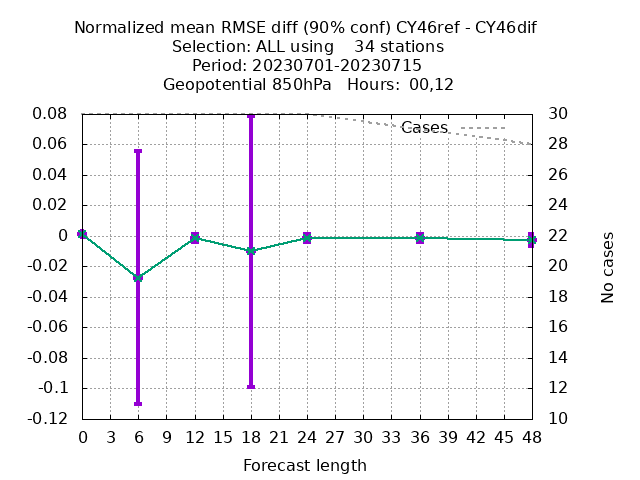 Normalized mean RMSE diff (90% conf) CY46ref - CY46dif
Selection: ALL using    34 stations
Period: 20230701-20230715
Geopotential 850hPa   Hours:  00,12
Cases
0.08
0.06
0.04
0.02
0
-0.02
-0.04
-0.06
-0.08
-0.1
-0.12
30
28
26
24
22
20
18
16
14
12
10
No cases
0 3 6 9 12 15 18 21 24 27 30 33 36 39 42 45 48
Forecast length